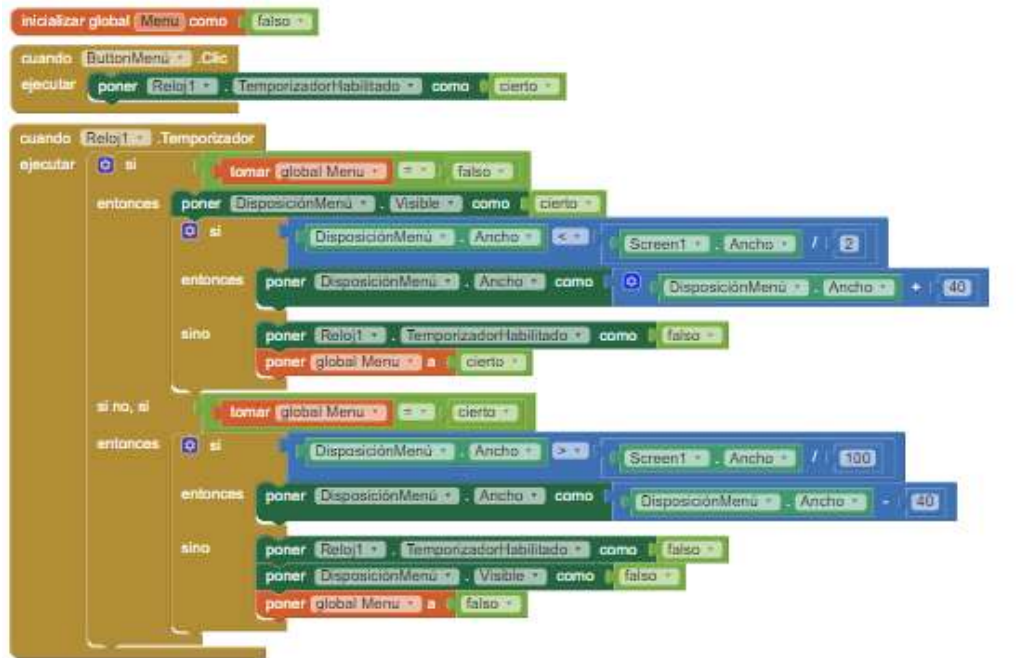 inicializar global Menu como falso
cuando ButtonMenú .Clic
ejecutar poner Reloj1 . TemporizadorHabilitado como cierto
cuando Reloj1 .Temporizador
ejecutar si tomar global Menu = falso
entonces poner DisposiciónMenú . Visible como cierto
si DisposiciónMenú . Ancho < Screen1 . Ancho / 2
entonces poner DisposiciónMenú . Ancho como DisposiciónMenú . Ancho + 40
sino poner Reloj1 . TemporizadorHabilitado como falso
poner global Menu a cierto
si no, si tomar global Menu = cierto
entonces si DisposiciónMenú . Ancho > Screen1 . Ancho / 100
entonces poner DisposiciónMenú . Ancho como DisposiciónMenú . Ancho - 40
sino poner Reloj1 . TemporizadorHabilitado como falso
poner DisposiciónMenú . Visible como falso
poner global Menu a falso